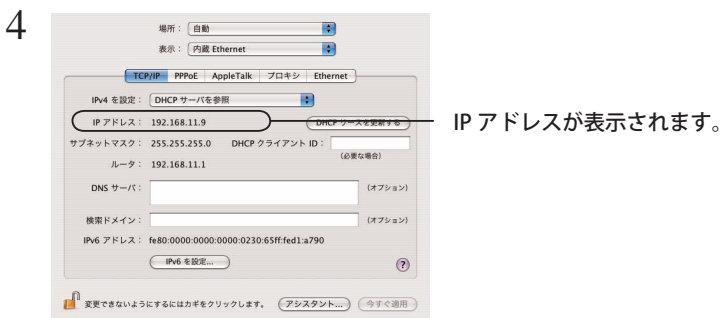 4
場所： 自動
表示： 内蔵 Ethernet
TCP/IP PPPoE AppleTalk プロキシ Ethernet
IPv4 を設定： DHCP サーバを参照
IP アドレス： 192.168.11.9 DHCP リースを更新する
IP アドレスが表示されます。
サブネットマスク： 255.255.255.0 DHCP クライアント ID：
（必要な場合）
ルータ： 192.168.11.1
DNS サーバ： （オプション）
検索ドメイン： （オプション）
IPv6 アドレス： fe80:0000:0000:0000:0230:65ff:fed1:a790
IPv6 を設定... ?
変更できないようにするにはカギをクリックします。 アシスタント... 今すぐ適用